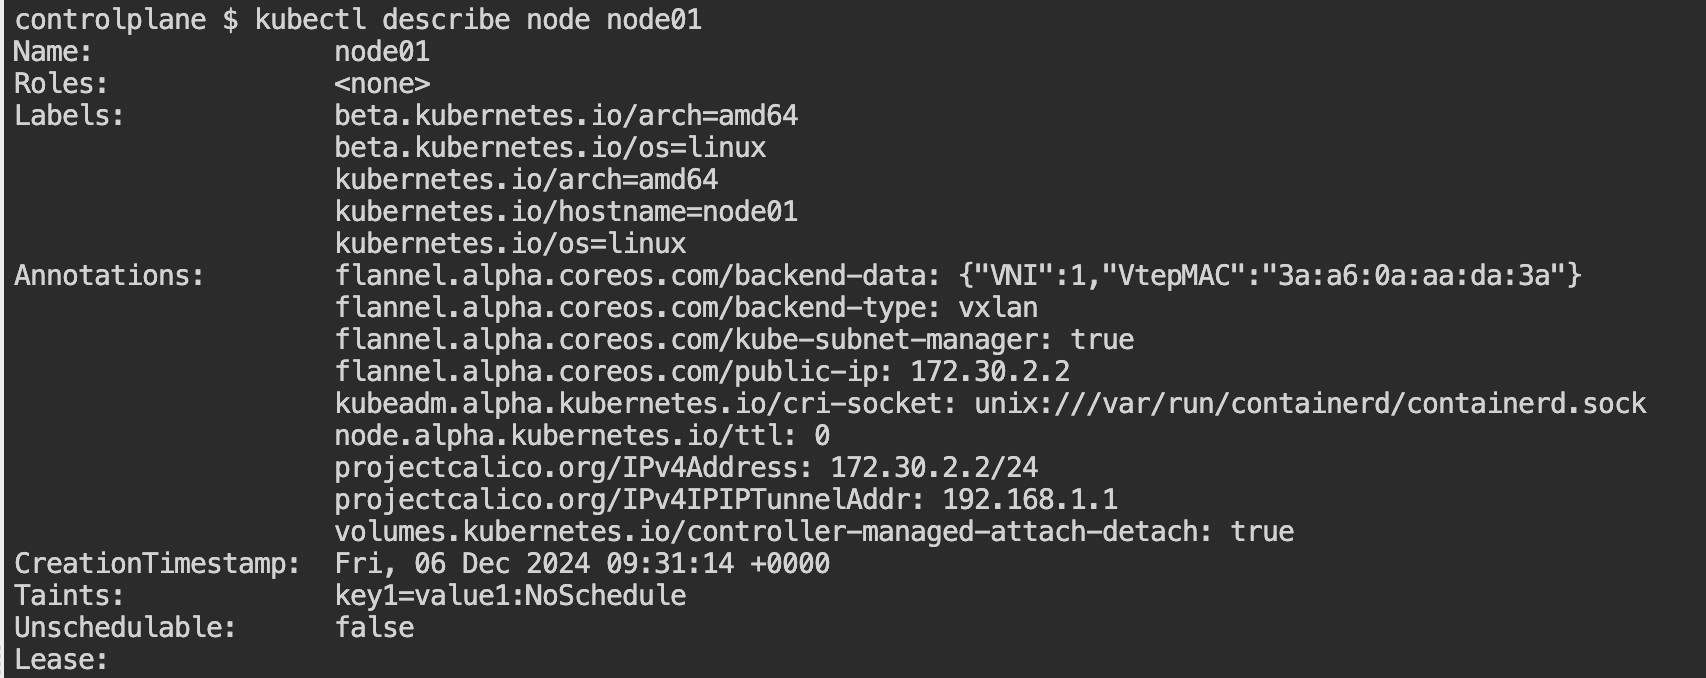 controlplane $ kubectl describe node node01
Name:               node01
Roles:              <none>
Labels:             beta.kubernetes.io/arch=amd64
                    beta.kubernetes.io/os=linux
                    kubernetes.io/arch=amd64
                    kubernetes.io/hostname=node01
                    kubernetes.io/os=linux
Annotations:        flannel.alpha.coreos.com/backend-data: {"VNI":1,"VtepMAC":"3a:a6:0a:aa:da:3a"}
                    flannel.alpha.coreos.com/backend-type: vxlan
                    flannel.alpha.coreos.com/kube-subnet-manager: true
                    flannel.alpha.coreos.com/public-ip: 172.30.2.2
                    kubeadm.alpha.kubernetes.io/cri-socket: unix:///var/run/containerd/containerd.sock
                    node.alpha.kubernetes.io/ttl: 0
                    projectcalico.org/IPv4Address: 172.30.2.2/24
                    projectcalico.org/IPv4IPIPTunnelAddr: 192.168.1.1
                    volumes.kubernetes.io/controller-managed-attach-detach: true
CreationTimestamp:  Fri, 06 Dec 2024 09:31:14 +0000
Taints:             key1=value1:NoSchedule
Unschedulable:      false
Lease: